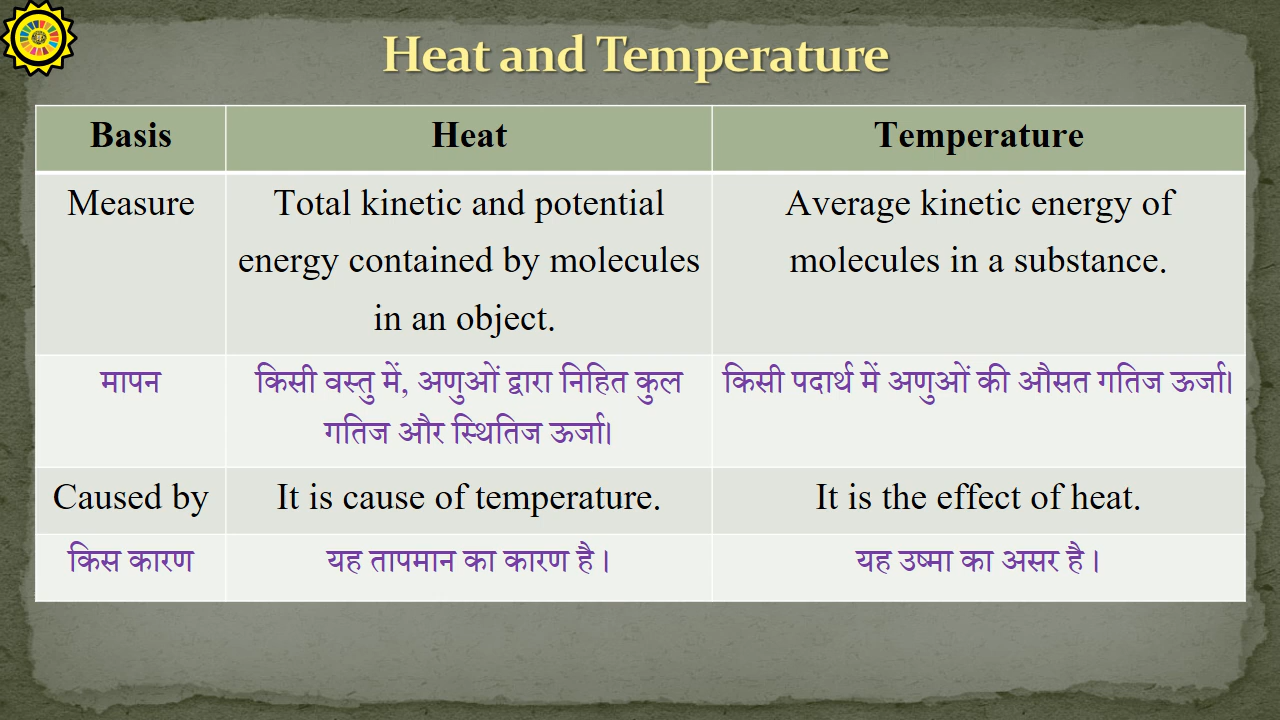 Heat and Temperature
Basis
Heat
Temperature
Measure
Total kinetic and potential
energy contained by molecules
in an object.
Average kinetic energy of
molecules in a substance.
मापन
किसी वस्तु में, अणुओं द्वारा निहित कुल
गतिज और स्थितिज ऊर्जा।
किसी पदार्थ में अणुओं की औसत गतिज ऊर्जा।
Caused by
It is cause of temperature.
It is the effect of heat.
किस कारण
यह तापमान का कारण है।
यह उष्मा का असर है।